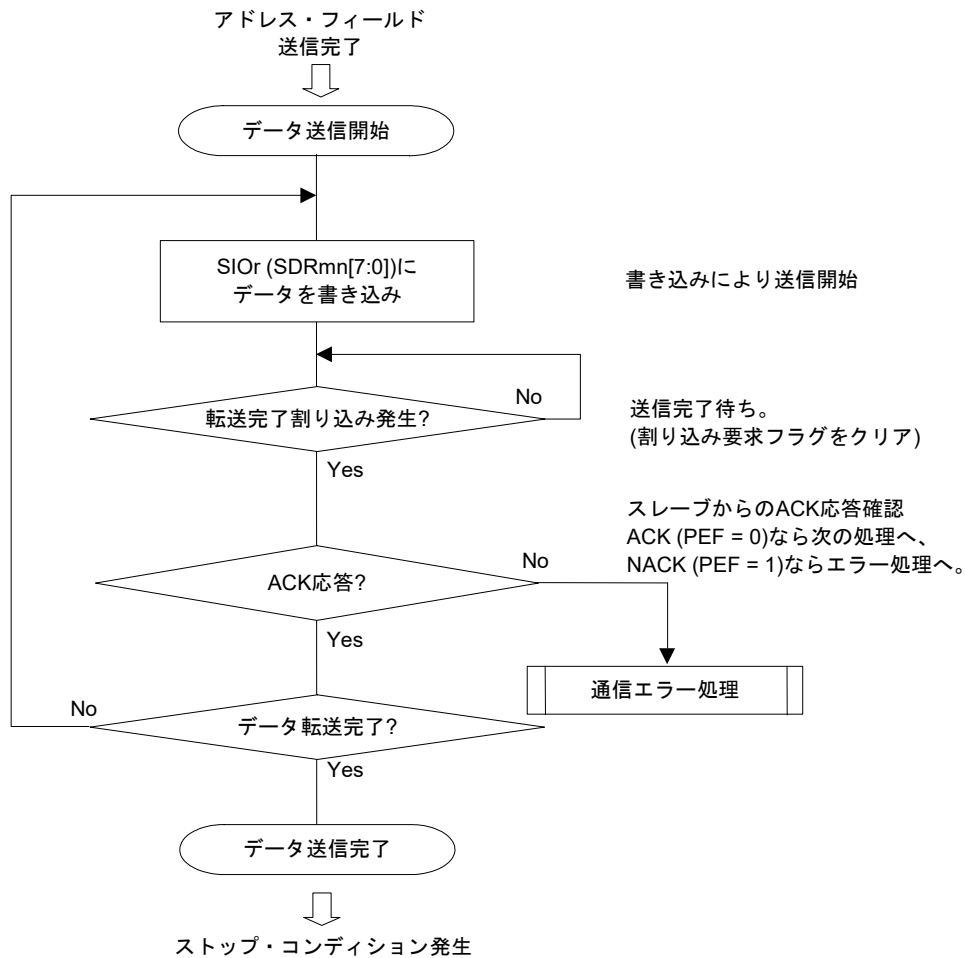 アドレス・フィールド
送信完了
データ送信開始
SIOr (SDRmn[7:0])に
データを書き込み
書き込みにより送信開始
転送完了割り込み発生?
No
送信完了待ち。
(割り込み要求フラグをクリア)
Yes
スレーブからのACK応答確認
ACK (PEF = 0)なら次の処理へ、
NACK (PEF = 1)ならエラー処理へ。
ACK応答?
No
Yes
通信エラー処理
No
データ転送完了?
Yes
データ送信完了
ストップ・コンディション発生